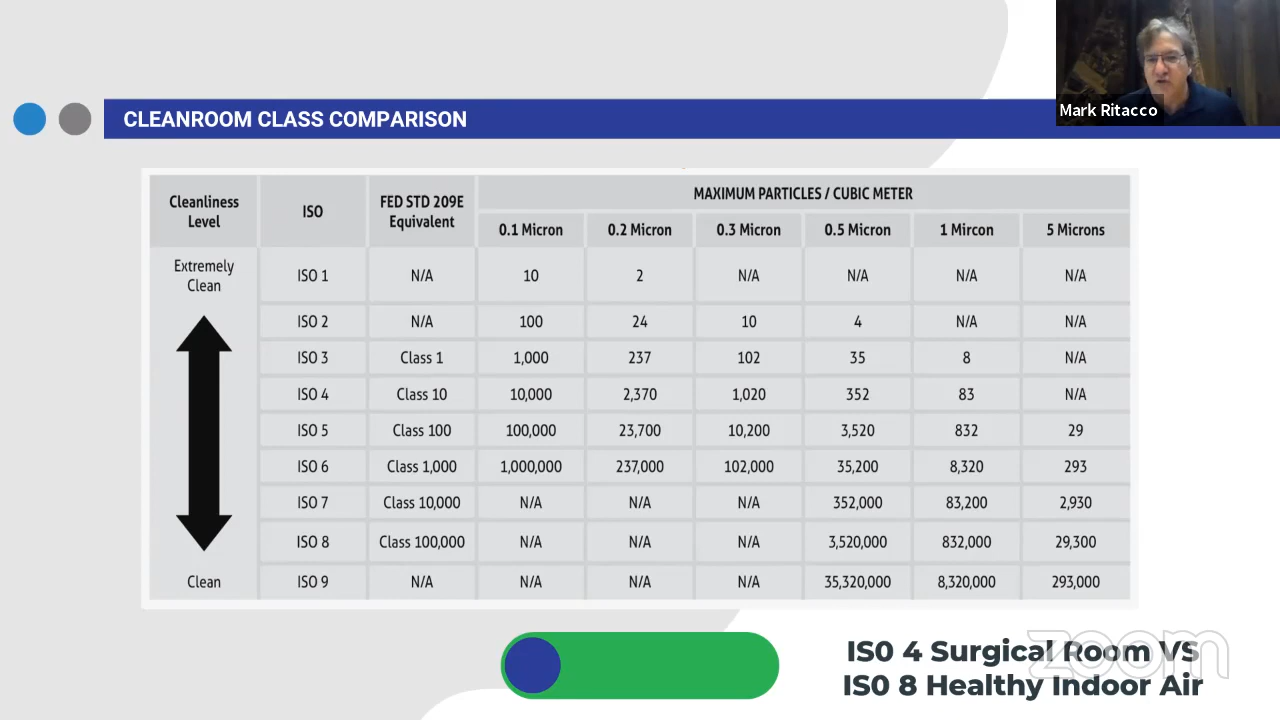 Mark Ritacco
CLEANROOM CLASS COMPARISON
Cleanliness Level ISO FED STD 209E Equivalent MAXIMUM PARTICLES / CUBIC METER
0.1 Micron 0.2 Micron 0.3 Micron 0.5 Micron 1 Mircon 5 Microns
Extremely Clean ISO 1 N/A 10 2 N/A N/A N/A N/A
ISO 2 N/A 100 24 10 4 N/A N/A
ISO 3 Class 1 1,000 237 102 35 8 N/A
ISO 4 Class 10 10,000 2,370 1,020 352 83 N/A
ISO 5 Class 100 100,000 23,700 10,200 3,520 832 29
ISO 6 Class 1,000 1,000,000 237,000 102,000 35,200 8,320 293
ISO 7 Class 10,000 N/A N/A N/A 352,000 83,200 2,930
ISO 8 Class 100,000 N/A N/A N/A 3,520,000 832,000 29,300
Clean ISO 9 N/A N/A N/A N/A 35,320,000 8,320,000 293,000
IS0 4 Surgical Room VS
IS0 8 Healthy Indoor Air
zoom